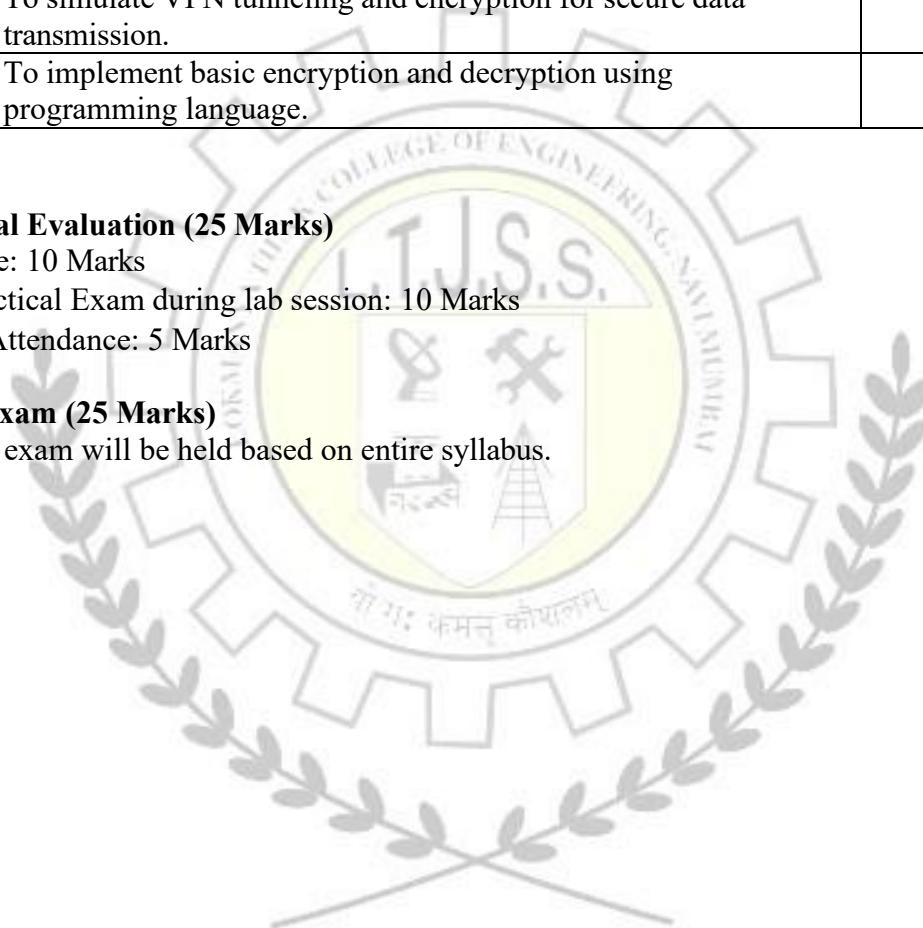 To simulate VPN tunneling and encryption for secure data
transmission.
To implement basic encryption and decryption using
programming language.
al Evaluation (25 Marks)
e: 10 Marks
ctical Exam during lab session: 10 Marks
Attendance: 5 Marks
xam (25 Marks)
exam will be held based on entire syllabus.
COLLEGE OF ENGINEERING, NAVI MUMBAI
L.T.J.S.S.